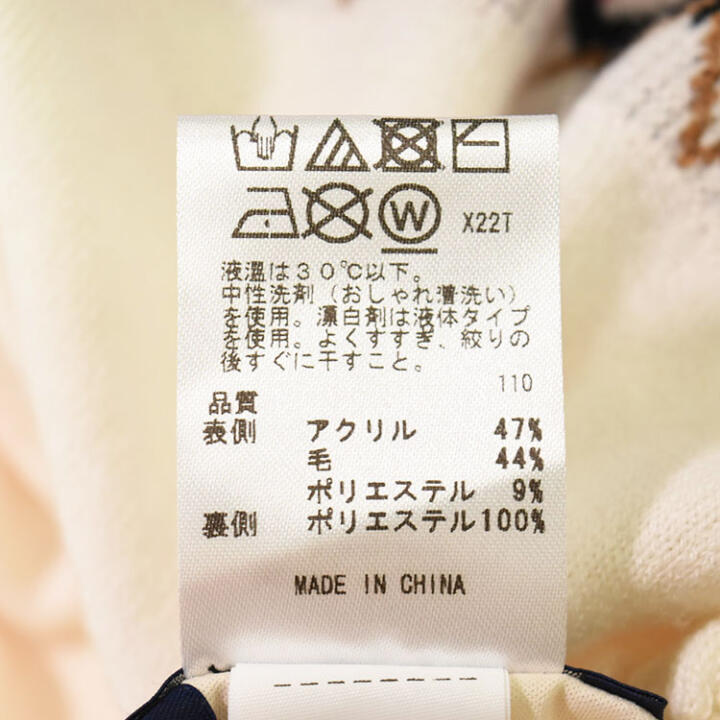 W X22T
液温は30℃以下。
中性洗剤(おしゃれ着洗い)
を使用。漂白剤は液体タイプ
を使用。よくすすぎ、絞りの
後すぐに干すこと。
110
品質
表側 アクリル 47%
毛 44%
ポリエステル 9%
裏側 ポリエステル100%
MADE IN CHINA